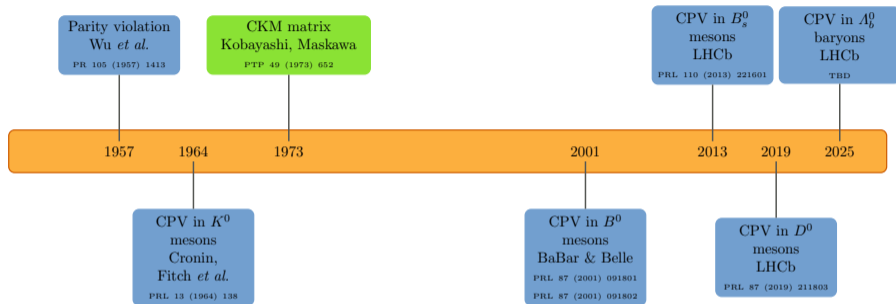 Parity violation
Wu et al.
PR 105 (1957) 1413
CKM matrix
Kobayashi, Maskawa
PTP 49 (1973) 652
CPV in B⁰ₛ
mesons
LHCb
PRL 110 (2013) 221601
CPV in Λ⁰_b
baryons
LHCb
TBD
1957 1964 1973 2001 2013 2019 2025
CPV in K⁰
mesons
Cronin,
Fitch et al.
PRL 13 (1964) 138
CPV in B⁰
mesons
BaBar & Belle
PRL 87 (2001) 091801
PRL 87 (2001) 091802
CPV in D⁰
mesons
LHCb
PRL 87 (2019) 211803